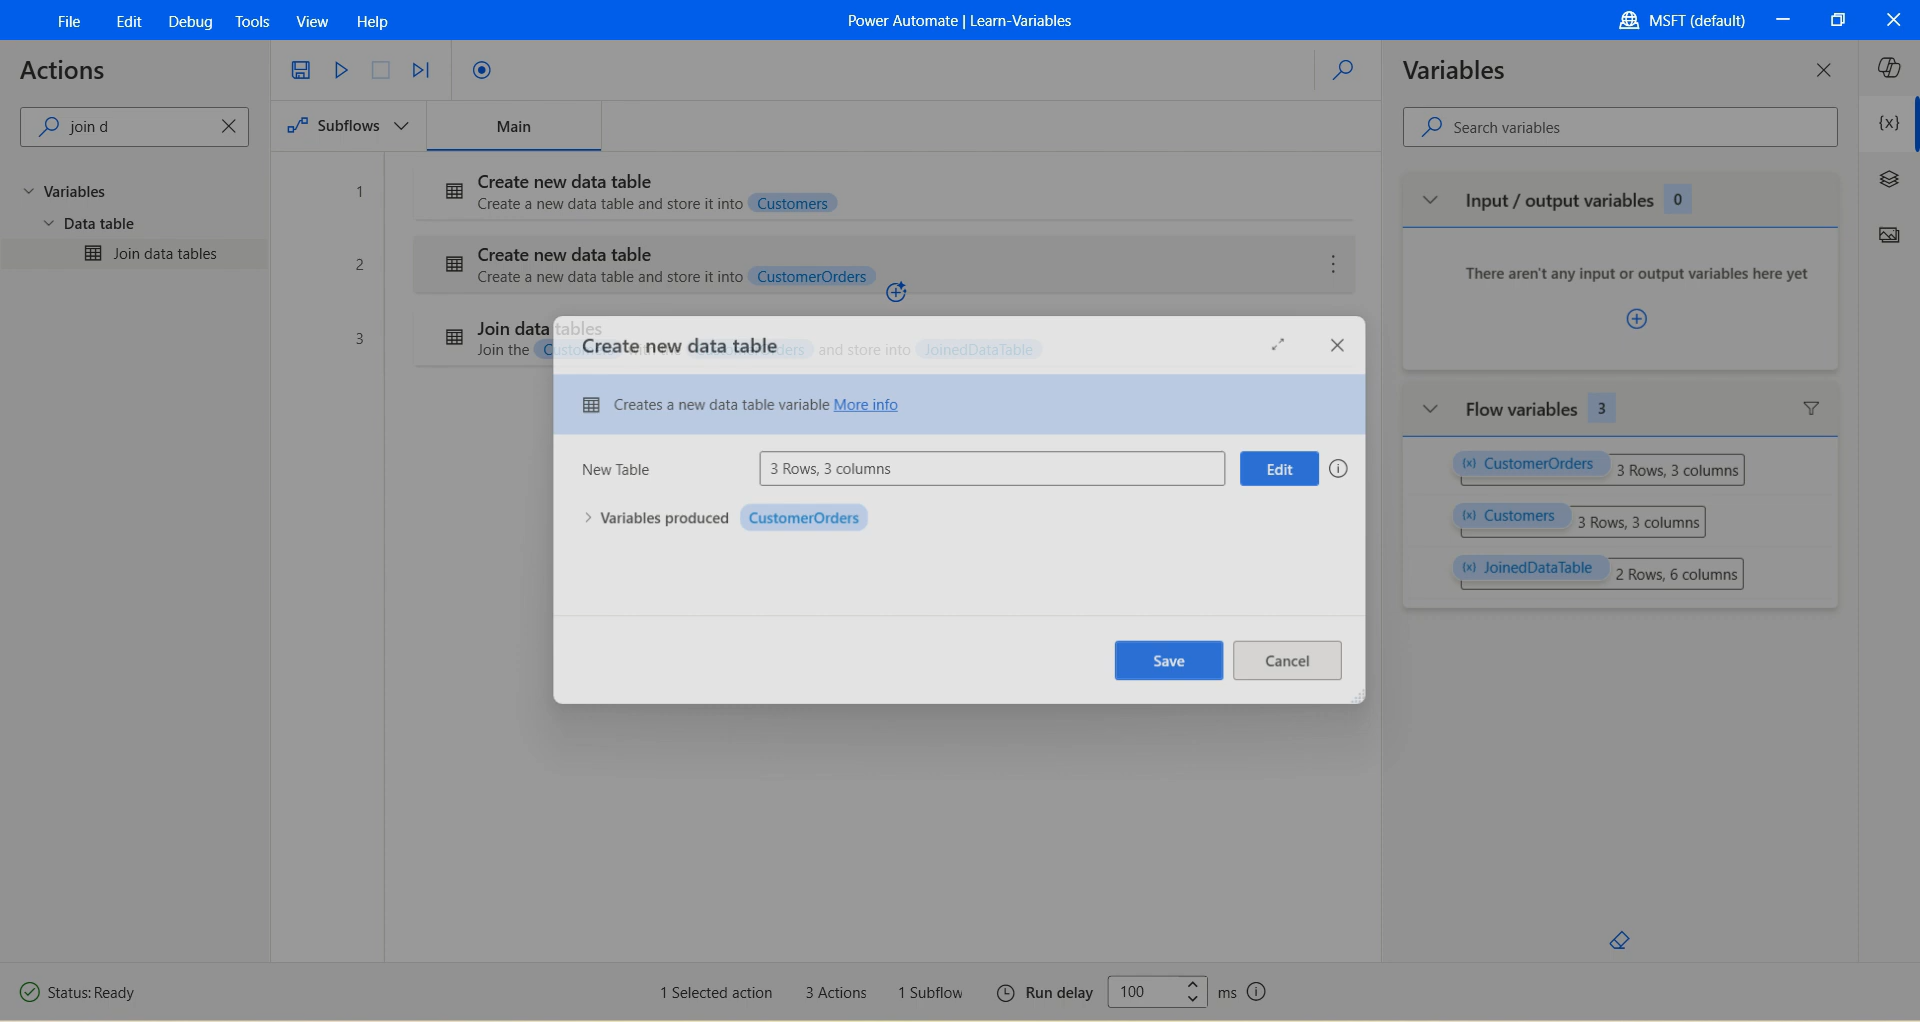 File Edit Debug Tools View Help
Power Automate | Learn-Variables
MSFT (default)
Actions
join d
Variables
Data table
Join data tables
Subflows
Main
1
Create new data table
Create a new data table and store it into Customers
2
Create new data table
Create a new data table and store it into CustomerOrders
3
Join data tables
Join the Customers with the CustomerOrders and store into JoinedDataTable
Create new data table
Creates a new data table variable More info
New Table
3 Rows, 3 columns
Edit
Variables produced CustomerOrders
Save
Cancel
Variables
{x}
Search variables
Input / output variables 0
There aren't any input or output variables here yet
Flow variables 3
(x) CustomerOrders 3 Rows, 3 columns
(x) Customers 3 Rows, 3 columns
(x) JoinedDataTable 2 Rows, 6 columns
Status: Ready
1 Selected action
3 Actions
1 Subflow
Run delay
100
ms